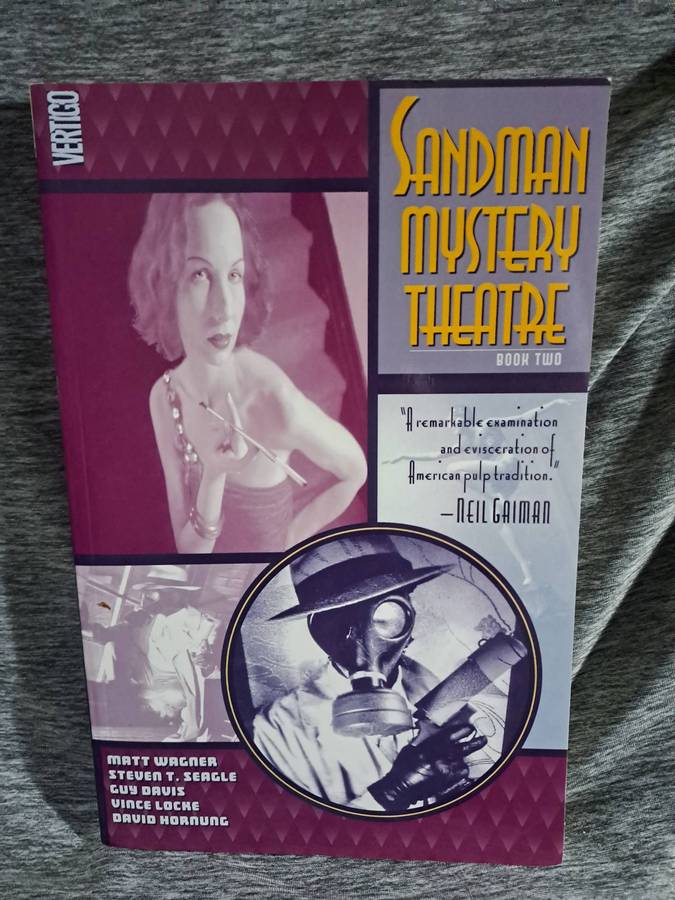 VERTIGO
SANDMAN
MYSTERY
THEATRE
BOOK TWO
"A remarkable examination
and evisceration of
American pulp tradition."
—NEIL GAIMAN
MATT WAGNER
STEVEN T. SEAGLE
GUY DAVIS
VINCE LOCKE
DAVID HORNUNG